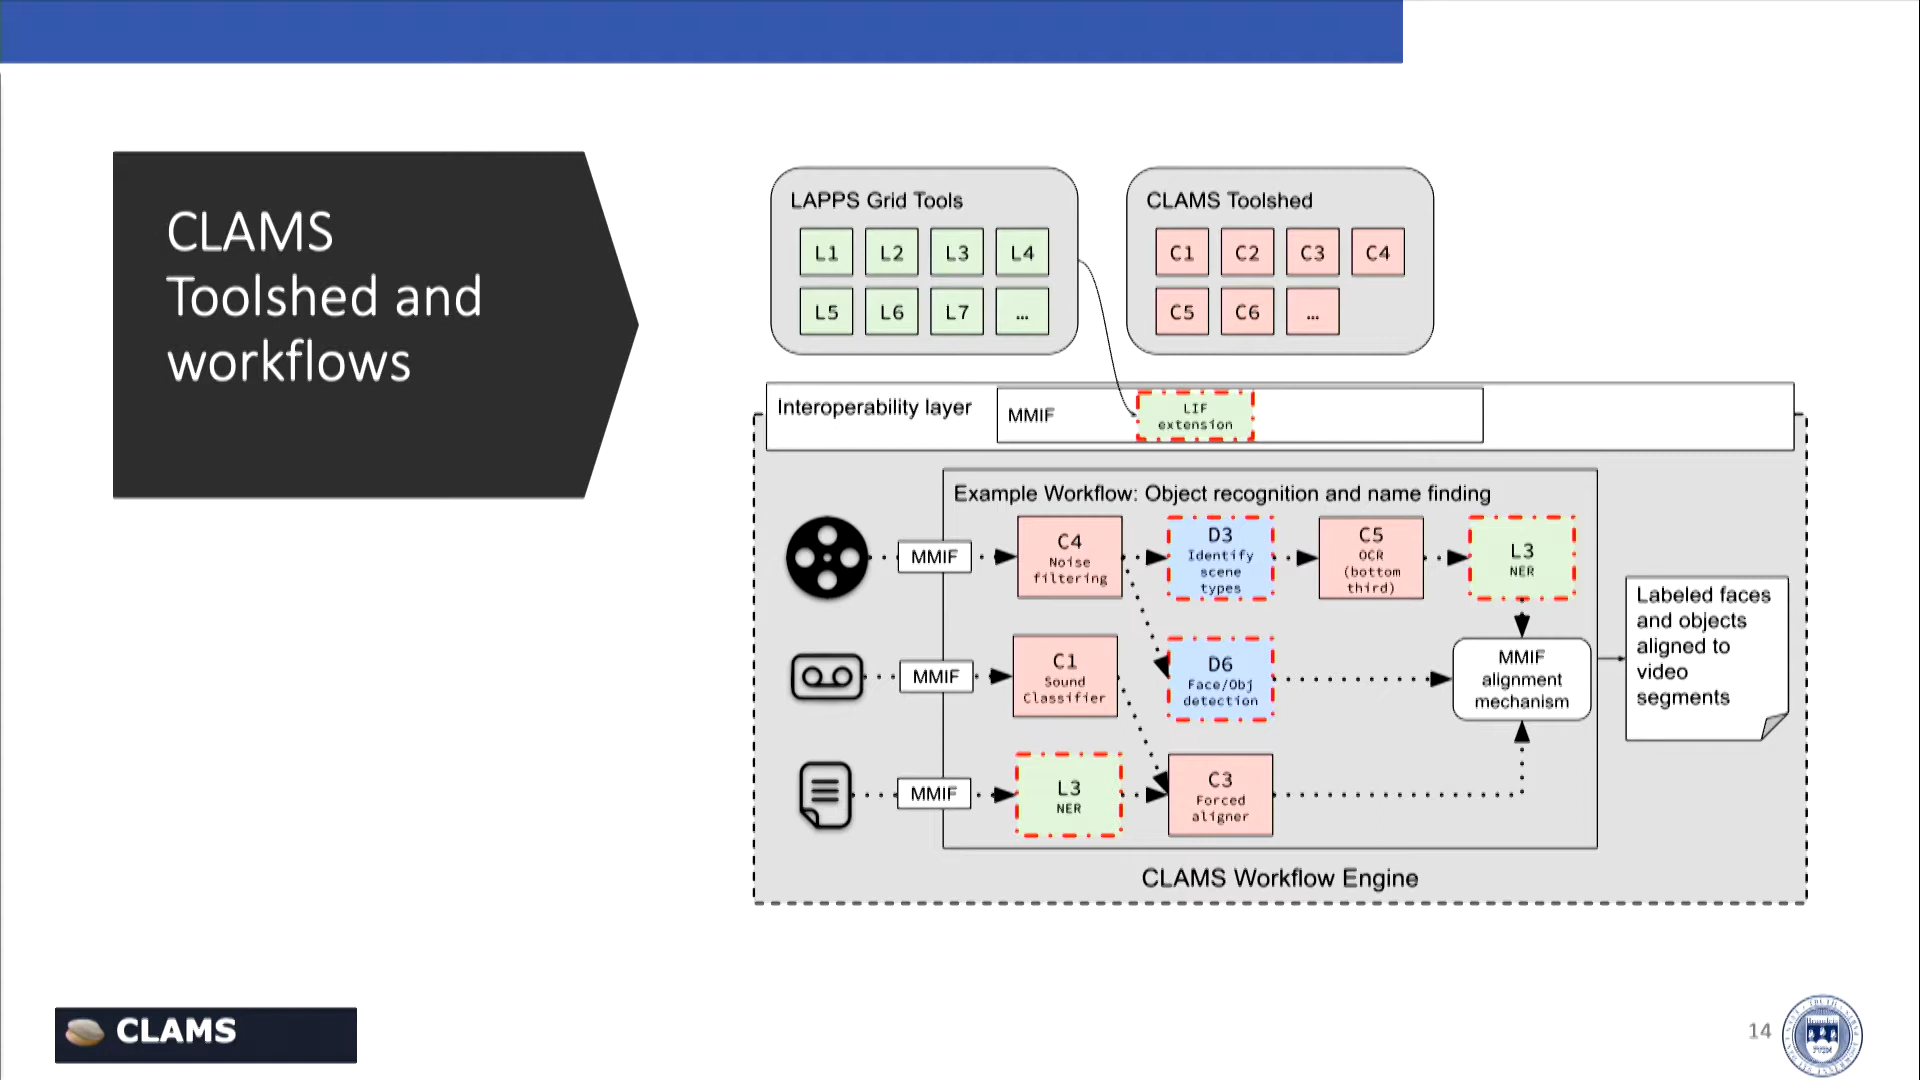 CLAMS
Toolshed and
workflows
LAPPS Grid Tools
L1 L2 L3 L4
L5 L6 L7 ...
CLAMS Toolshed
C1 C2 C3 C4
C5 C6 ...
Interoperability layer
MMIF
LIF
extension
Example Workflow: Object recognition and name finding
MMIF
C4
Noise
filtering
D3
Identify
scene
types
C5
OCR
(bottom
third)
L3
NER
MMIF
C1
Sound
Classifier
D6
Face/Obj
detection
MMIF
alignment
mechanism
Labeled faces
and objects
aligned to
video
segments
MMIF
L3
NER
C3
Forced
aligner
CLAMS Workflow Engine
CLAMS
14